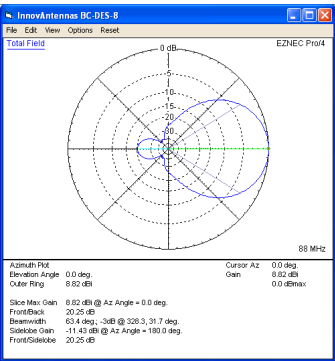 InnovAntennas BC-DES-8
File Edit View Options Reset
Total Field
0 dB
EZNEC Pro/4
-5
-10
-15
-20
-30
88 MHz
Azimuth Plot
Elevation Angle 0.0 deg.
Outer Ring 8.82 dBi
Cursor Az 0.0 deg.
Gain 8.82 dBi
0.0 dBmax
Slice Max Gain 8.82 dBi @ Az Angle = 0.0 deg.
Front/Back 20.25 dB
Beamwidth 63.4 deg.; -3dB @ 328.3, 31.7 deg.
Sidelobe Gain -11.43 dBi @ Az Angle = 180.0 deg.
Front/Sidelobe 20.25 dB